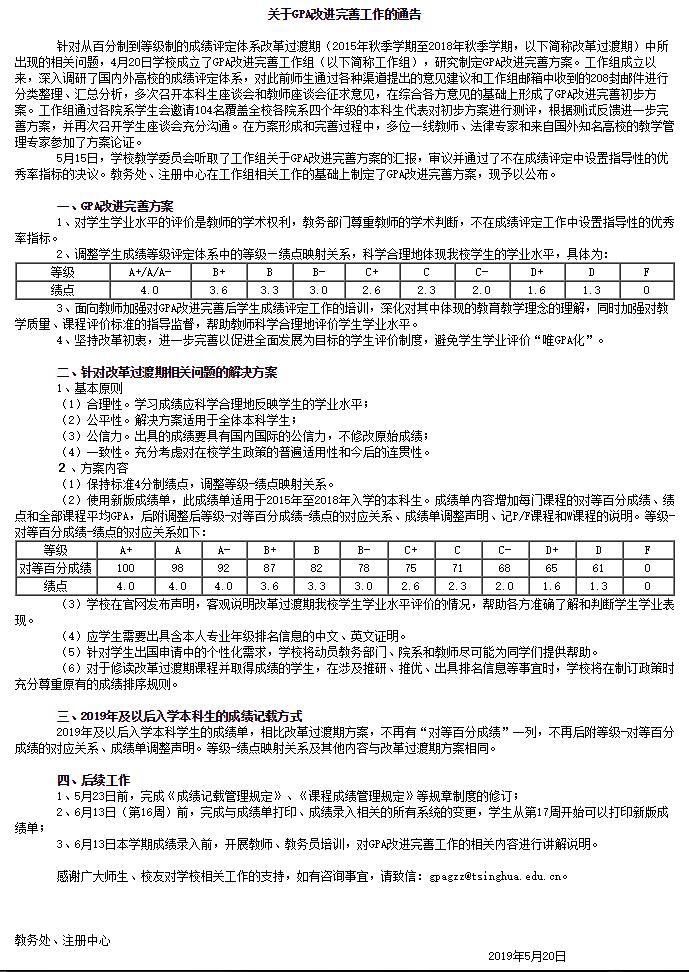 关于GPA改进完善工作的通告
针对从百分制到等级制的成绩评定体系改革过渡期（2015年秋季学期至2018年秋季学期，以下简称改革过渡期）中所
出现的相关问题，4月20日学校成立了GPA改进完善工作组（以下简称工作组），研究制定GPA改进完善方案。工作组成立以
来，深入调研了国内外高校的成绩评定体系，对此前师生通过各种渠道提出的意见建议和工作组邮箱中收到的208封邮件进行
分类整理、汇总分析，多次召开本科生座谈会和教师座谈会征求意见，在综合各方意见的基础上形成了GPA改进完善初步方
案。工作组通过各院系学生会邀请104名覆盖全校各院系四个年级的本科生代表对初步方案进行测评，根据测试反馈进一步完
善方案，并再次召开学生座谈会充分沟通。在方案形成和完善过程中，多位一线教师、法律专家和来自国外知名高校的教学管
理专家参加了方案论证。
5月15日，学校教学委员会听取了工作组关于GPA改进完善方案的汇报，审议并通过了不在成绩评定中设置指导性的优
秀率指标的决议。教务处、注册中心在工作组相关工作的基础上制定了GPA改进完善方案，现予以公布。
一、GPA改进完善方案
1、对学生学业水平的评价是教师的学术权利，教务部门尊重教师的学术判断，不在成绩评定工作中设置指导性的优秀
率指标。
2、调整学生成绩等级评定体系中的等级—绩点映射关系，科学合理地体现我校学生的学业水平，具体为：
等级 A+/A/A- B+ B B- C+ C C- D+ D F
绩点 4.0 3.6 3.3 3.0 2.6 2.3 2.0 1.6 1.3 0
3、面向教师加强对GPA改进完善后学生成绩评定工作的培训，深化对其中体现的教育教学理念的理解，同时加强对教
学质量、课程评价标准的指导监督，帮助教师科学合理地评价学生学业水平。
4、坚持改革初衷，进一步完善以促进全面发展为目标的学生评价制度，避免学生学业评价“唯GPA化”。
二、针对改革过渡期相关问题的解决方案
1、基本原则
（1）合理性。学习成绩应科学合理地反映学生的学业水平；
（2）公平性。解决方案适用于全体本科学生；
（3）公信力。出具的成绩要具有国内国际的公信力，不修改原始成绩；
（4）一致性。充分考虑对在校学生政策的普遍适用性和今后的连贯性。
２、方案内容
（1）保持标准4分制绩点，调整等级-绩点映射关系。
（2）使用新版成绩单，此成绩单适用于2015年至2018年入学的本科生。成绩单内容增加每门课程的对等百分成绩、绩
点和全部课程平均GPA，后附调整后等级-对等百分成绩-绩点的对应关系、成绩单调整声明、记P/F课程和W课程的说明。等级-
对等百分成绩-绩点的对应关系如下：
等级 A+ A A- B+ B B- C+ C C- D+ D F
对等百分成绩 100 98 92 87 82 78 75 71 68 65 61 0
绩点 4.0 4.0 4.0 3.6 3.3 3.0 2.6 2.3 2.0 1.6 1.3 0
（3）学校在官网发布声明，客观说明改革过渡期我校学生学业水平评价的情况，帮助各方准确了解和判断学生学业表
现。
（4）应学生需要出具含本人专业年级排名信息的中文、英文证明。
（5）针对学生出国申请中的个性化需求，学校将动员教务部门、院系和教师尽可能为同学们提供帮助。
（6）对于修读改革过渡期课程并取得成绩的学生，在涉及推研、推优、出具排名信息等事宜时，学校将在制订政策时
充分尊重原有的成绩排序规则。
三、2019年及以后入学本科生的成绩记载方式
2019年及以后入学本科学生的成绩单，相比改革过渡期方案，不再有“对等百分成绩”一列，不再后附等级-对等百分
成绩的对应关系、成绩单调整声明。等级-绩点映射关系及其他内容与改革过渡期方案相同。
四、后续工作
1、5月23日前，完成《成绩记载管理规定》、《课程成绩管理规定》等规章制度的修订；
2、6月13日（第16周）前，完成与成绩单打印、成绩录入相关的所有系统的变更，学生从第17周开始可以打印新版成
绩单；
3、6月13日本学期成绩录入前，开展教师、教务员培训，对GPA改进完善工作的相关内容进行讲解说明。
感谢广大师生、校友对学校相关工作的支持，如有咨询事宜，请致信：gpagzz@tsinghua.edu.cn。
教务处、注册中心
2019年5月20日